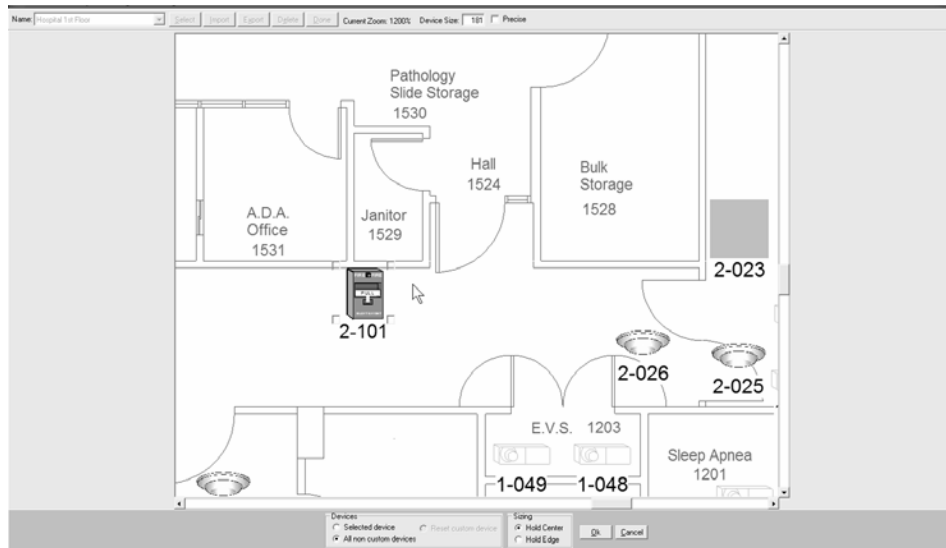 Name: Hospital 1st Floor Select Import Export Delete Done Current Zoom: 1200% Device Size: 181 Precise
Pathology
Slide Storage
1530
Hall
1524
Bulk
Storage
1528
A.D.A.
Office
1531
Janitor
1529
2-023
PULL
2-101
2-026
2-025
E.V.S. 1203
Sleep Apnea
1201
1-049
1-048
Devices
Selected device
Reset custom device
All non custom devices
Sizing
Hold Center
Hold Edge
Ok
Cancel